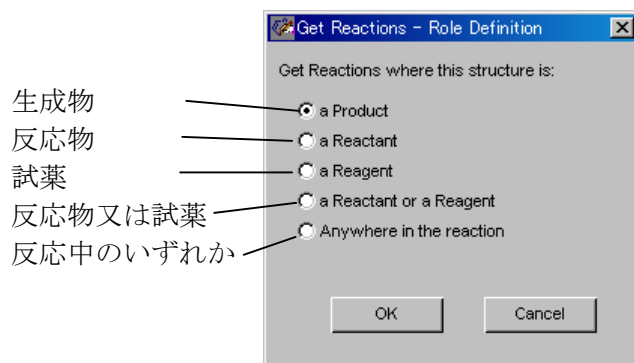 Get Reactions - Role Definition
Get Reactions where this structure is:
生成物
a Product
反応物
a Reactant
試薬
a Reagent
反応物又は試薬
a Reactant or a Reagent
反応中のいずれか
Anywhere in the reaction
OK
Cancel